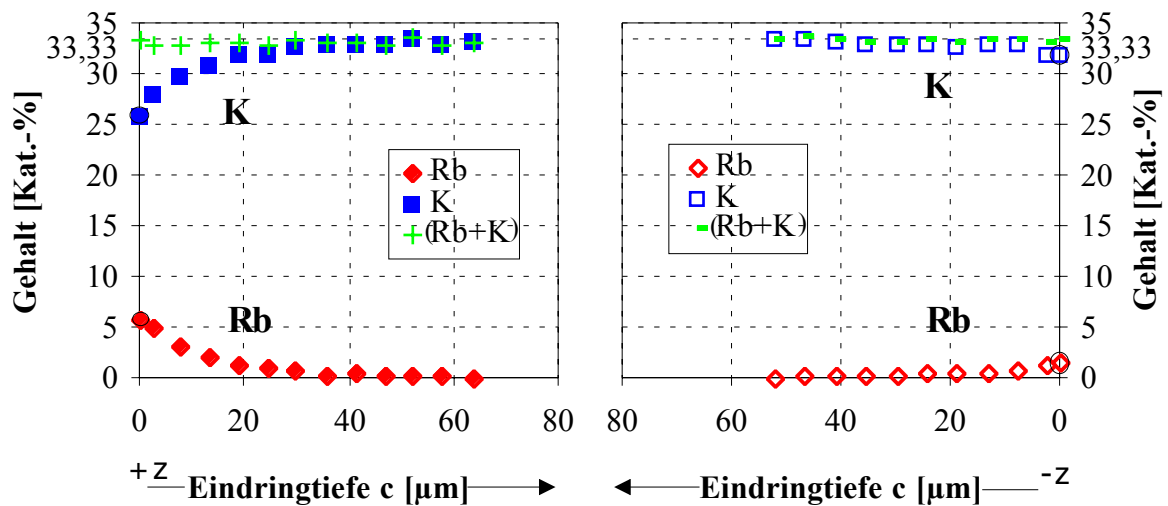 35
33,33
30
25
20
15
10
5
0
Gehalt [Kat.-%]
K
Rb
K
(Rb+K)
Rb
0 20 40 60 80
+z Eindringtiefe c [µm]
35
33,33
30
25
20
15
10
5
0
Gehalt [Kat.-%]
K
Rb
K
(Rb+K)
Rb
80 60 40 20 0
Eindringtiefe c [µm] -z